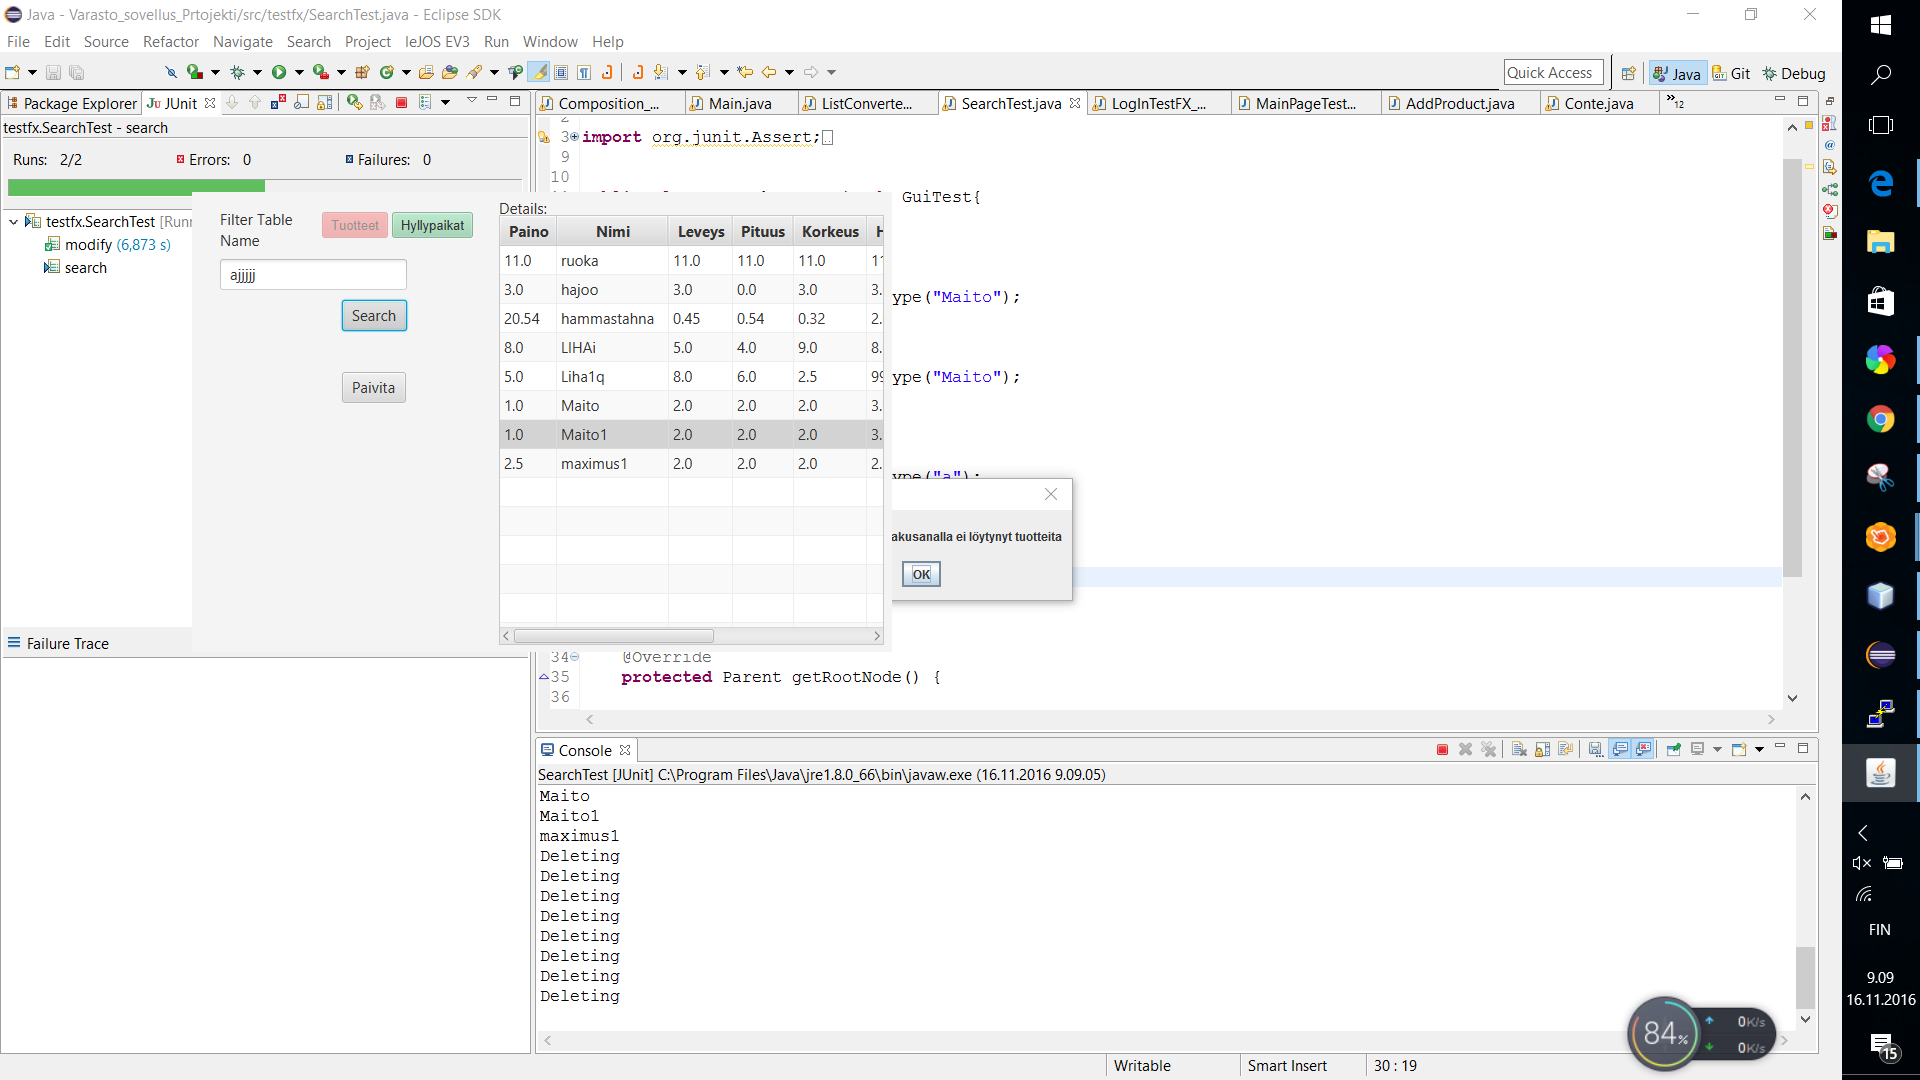 Java - Varasto_sovellus_Prtojekti/src/testfx/SearchTest.java - Eclipse SDK
File Edit Source Refactor Navigate Search Project leJOS EV3 Run Window Help
Quick Access Java Git Debug
Package Explorer JUnit
Composition_... Main.java ListConverte... SearchTest.java LogInTestFX_... MainPageTest... AddProduct.java Conte.java »12
testfx.SearchTest - search
Runs: 2/2 Errors: 0 Failures: 0
testfx.SearchTest [Runn
modify (6,873 s)
search
Failure Trace
Filter Table
Name
Tuotteet Hyllypaikat
ajjjjj
Search
Paivita
Details:
Paino Nimi Leveys Pituus Korkeus H
11.0 ruoka 11.0 11.0 11.0 11
3.0 hajoo 3.0 0.0 3.0 3.
20.54 hammastahna 0.45 0.54 0.32 2.
8.0 LIHAi 5.0 4.0 9.0 8.
5.0 Liha1q 8.0 6.0 2.5 99
1.0 Maito 2.0 2.0 2.0 3.
1.0 Maito1 2.0 2.0 2.0 3.
2.5 maximus1 2.0 2.0 2.0 2.
2
3 import org.junit.Assert;
9
10
GuiTest{
ype("Maito");
ype("Maito");
ype("a");
akusanalla ei löytynyt tuotteita
OK
34 @Override
35 protected Parent getRootNode() {
36
Console
SearchTest [JUnit] C:\Program Files\Java\jre1.8.0_66\bin\javaw.exe (16.11.2016 9.09.05)
Maito
Maito1
maximus1
Deleting
Deleting
Deleting
Deleting
Deleting
Deleting
Deleting
Deleting
Writable Smart Insert 30 : 19
84%
0K/s
0K/s
FIN
9.09
16.11.2016
15